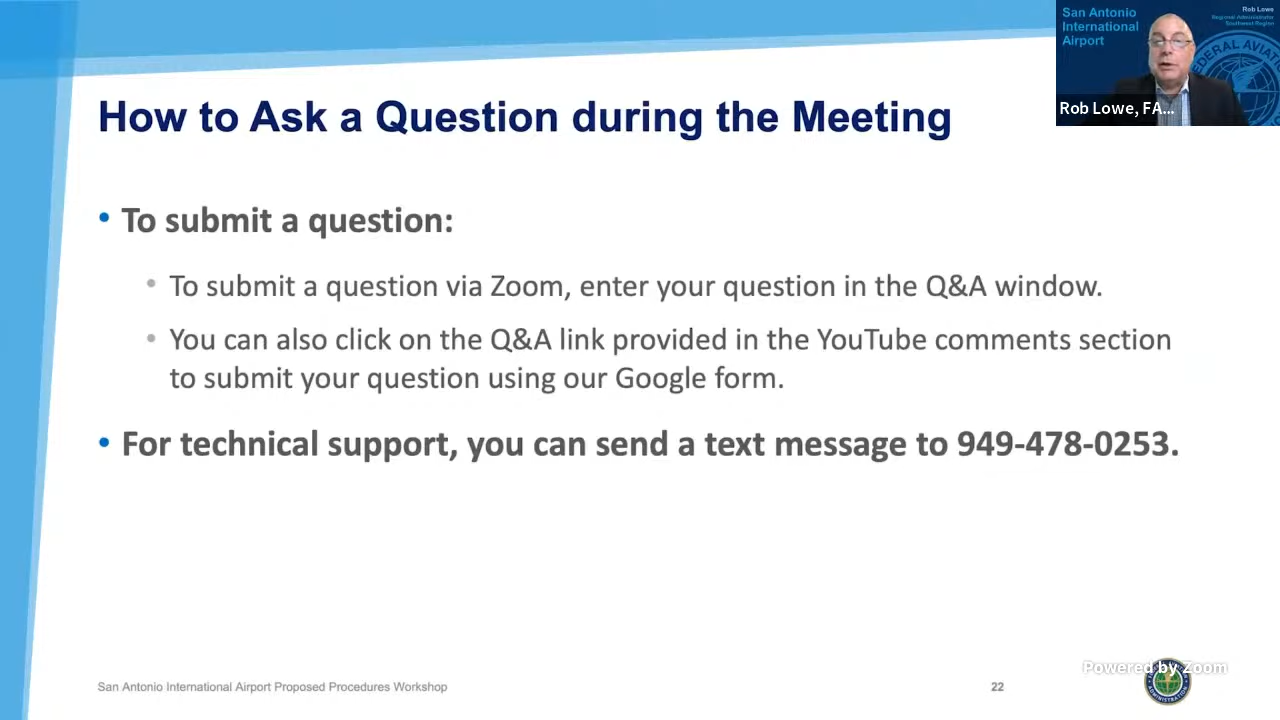 San Antonio
International
Airport
Rob Lowe
Regional Administrator
Southwest Region
FEDERAL AVIA
Rob Lowe, FA...
How to Ask a Question during the Meeting
• To submit a question:
• To submit a question via Zoom, enter your question in the Q&A window.
• You can also click on the Q&A link provided in the YouTube comments section
to submit your question using our Google form.
• For technical support, you can send a text message to 949-478-0253.
San Antonio International Airport Proposed Procedures Workshop
22
Powered by Zoom
ADMINISTRATION